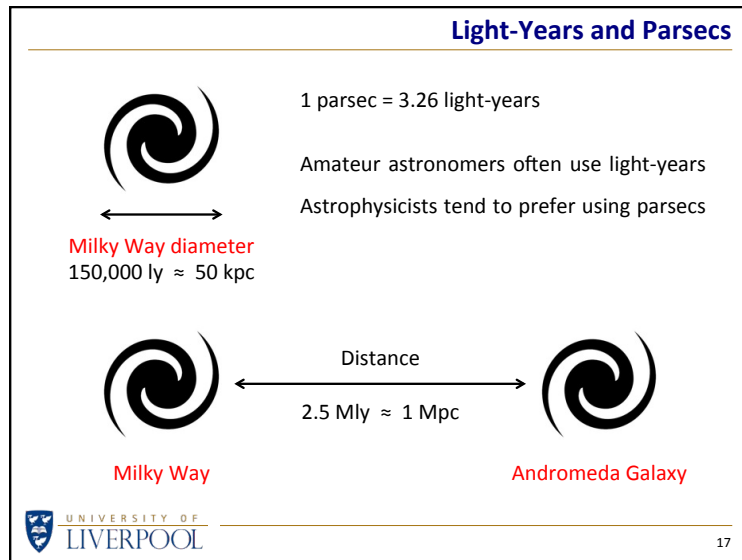 Light-Years and Parsecs
1 parsec = 3.26 light-years
Amateur astronomers often use light-years
Astrophysicists tend to prefer using parsecs
Milky Way diameter
150,000 ly ≈ 50 kpc
Distance
2.5 Mly ≈ 1 Mpc
Milky Way
Andromeda Galaxy
UNIVERSITY OF
LIVERPOOL
17